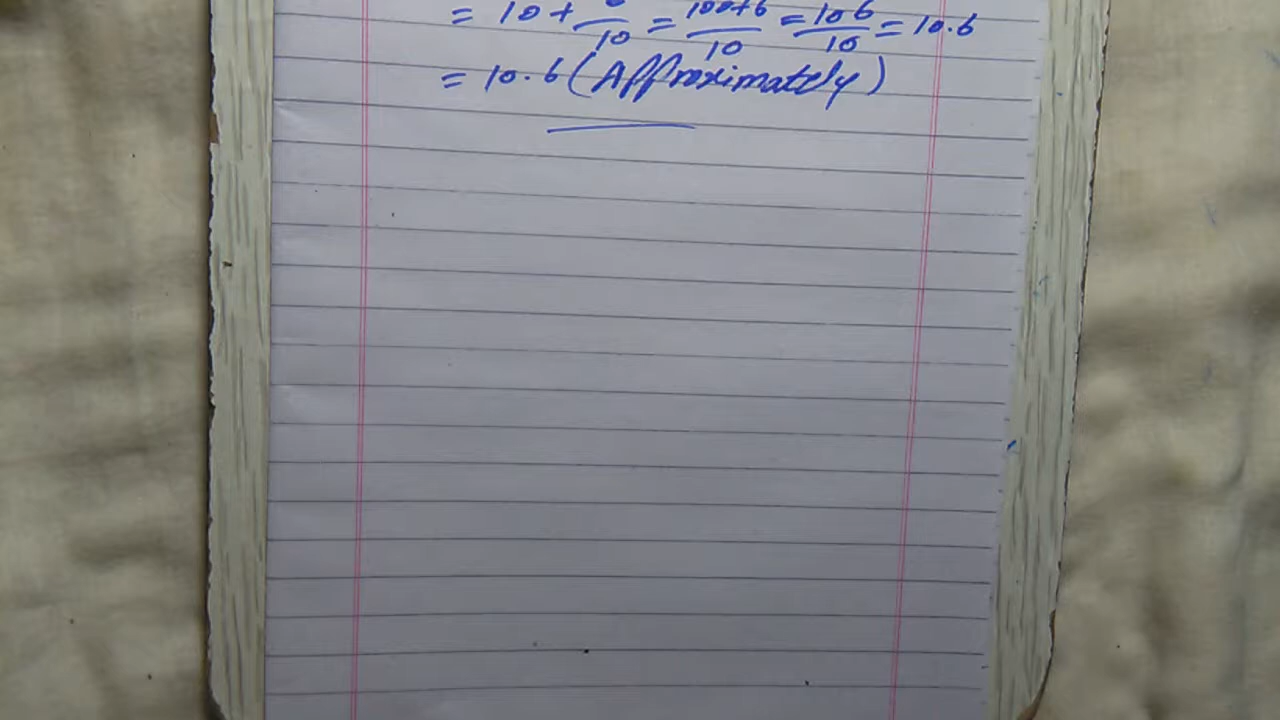 = 10 + 6/10 = 100+6/10 = 106/10 = 10.6
= 10.6 (Approximately)